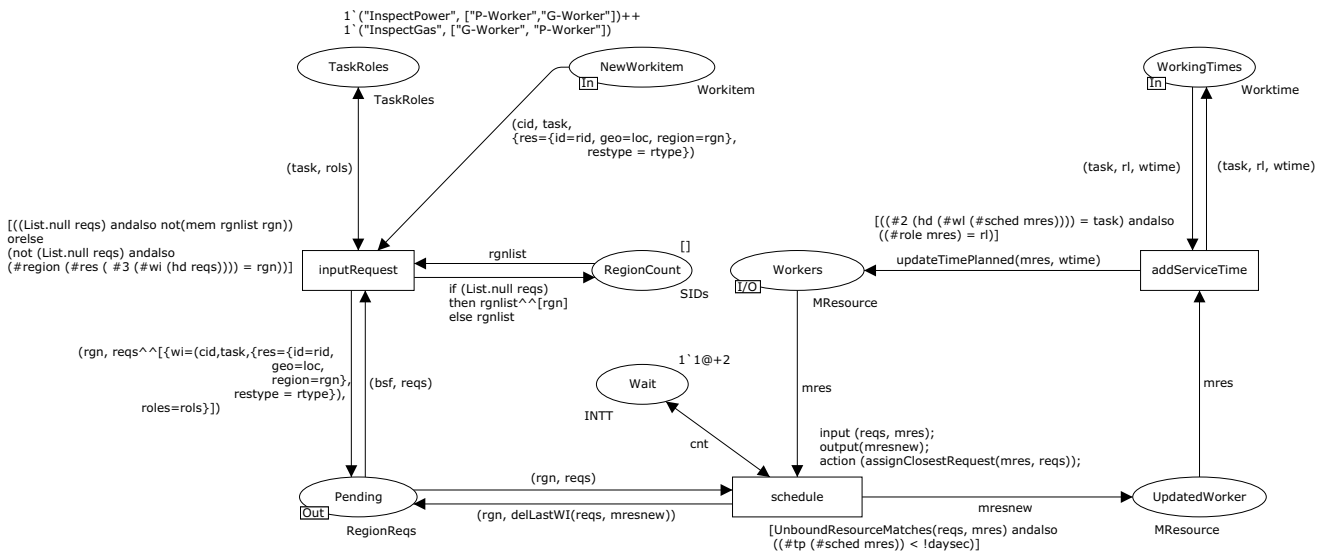 1`("InspectPower", ["P-Worker","G-Worker"])++
1`("InspectGas", ["G-Worker", "P-Worker"])
TaskRoles
TaskRoles
NewWorkitem
In
Workitem
WorkingTimes
In
Worktime
(cid, task,
{res={id=rid, geo=loc, region=rgn},
restype = rtype})
(task, rols)
(task, rl, wtime)
(task, rl, wtime)
[((List.null reqs) andalso not(mem rgnlist rgn))
orelse
(not (List.null reqs) andalso
(#region (#res ( #3 (#wi (hd reqs)))) = rgn))]
inputRequest
rgnlist
if (List.null reqs)
then rgnlist^^[rgn]
else rgnlist
[]
RegionCount
SIDs
Workers
I/O
MResource
[((#2 (hd (#wl (#sched mres)))) = task) andalso
((#role mres) = rl)]
updateTimePlanned(mres, wtime)
addServiceTime
(rgn, reqs^^[{wi=(cid,task,{res={id=rid,
geo=loc,
region=rgn},
restype = rtype}),
roles=rols}])
(bsf, reqs)
1`1@+2
Wait
INTT
cnt
mres
mres
input (reqs, mres);
output(mresnew);
action (assignClosestRequest(mres, reqs));
Pending
Out
RegionReqs
(rgn, reqs)
(rgn, delLastWI(reqs, mresnew))
schedule
[UnboundResourceMatches(reqs, mres) andalso
((#tp (#sched mres)) < !daysec)]
mresnew
UpdatedWorker
MResource